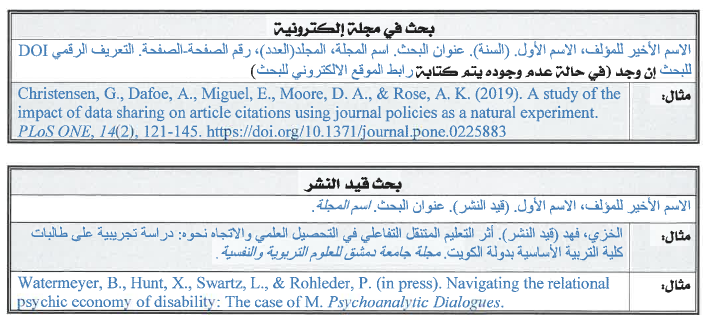 بحث في مجلة إلكترونية
الاسم الأخير للمؤلف، الاسم الأول. (السنة). عنوان البحث. اسم المجلة، المجلد(العدد)، رقم الصفحة-الصفحة. التعريف الرقمي DOI
للبحث إن وجد (في حالة عدم وجوده يتم كتابة رابط الموقع الالكتروني للبحث)
مثال:
Christensen, G., Dafoe, A., Miguel, E., Moore, D. A., & Rose, A. K. (2019). A study of the
impact of data sharing on article citations using journal policies as a natural experiment.
PLoS ONE, 14(2), 121-145. https://doi.org/10.1371/journal.pone.0225883
بحث قيد النشر
الاسم الأخير للمؤلف، الاسم الأول. (قيد النشر). عنوان البحث. اسم المجلة.
مثال:
الخزي، فهد (قيد النشر). أثر التعليم المتنقل التفاعلي في التحصيل العلمي والاتجاه نحوه: دراسة تجريبية على طالبات
كلية التربية الأساسية بدولة الكويت. مجلة جامعة دمشق للعلوم التربوية والنفسية.
مثال:
Watermeyer, B., Hunt, X., Swartz, L., & Rohleder, P. (in press). Navigating the relational
psychic economy of disability: The case of M. Psychoanalytic Dialogues.